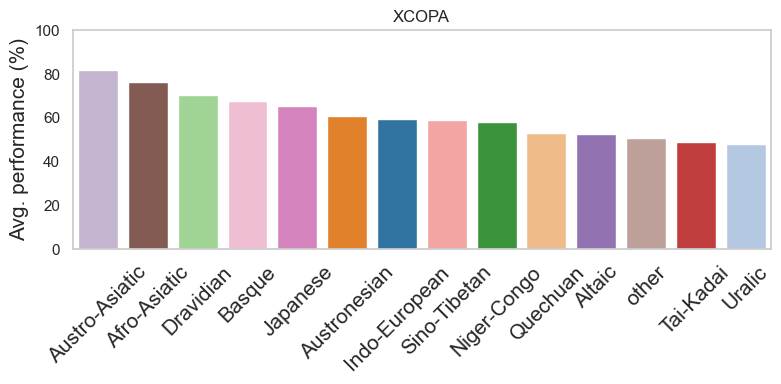 XCOPA
Avg. performance (%)
100
80
60
40
20
0
Austro-Asiatic
Afro-Asiatic
Dravidian
Basque
Japanese
Austronesian
Indo-European
Sino-Tibetan
Niger-Congo
Quechuan
Altaic
other
Tai-Kadai
Uralic